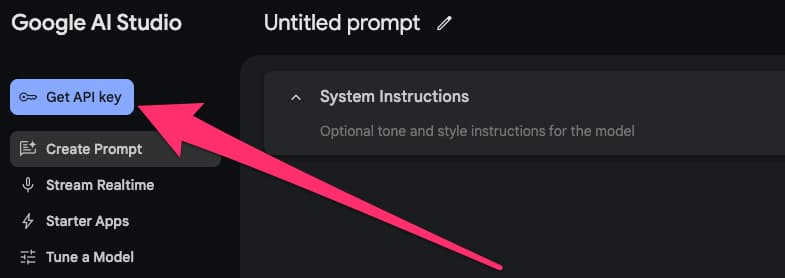 Google AI Studio
Untitled prompt
Get API key
System Instructions
Optional tone and style instructions for the model
Create Prompt
Stream Realtime
Starter Apps
Tune a Model